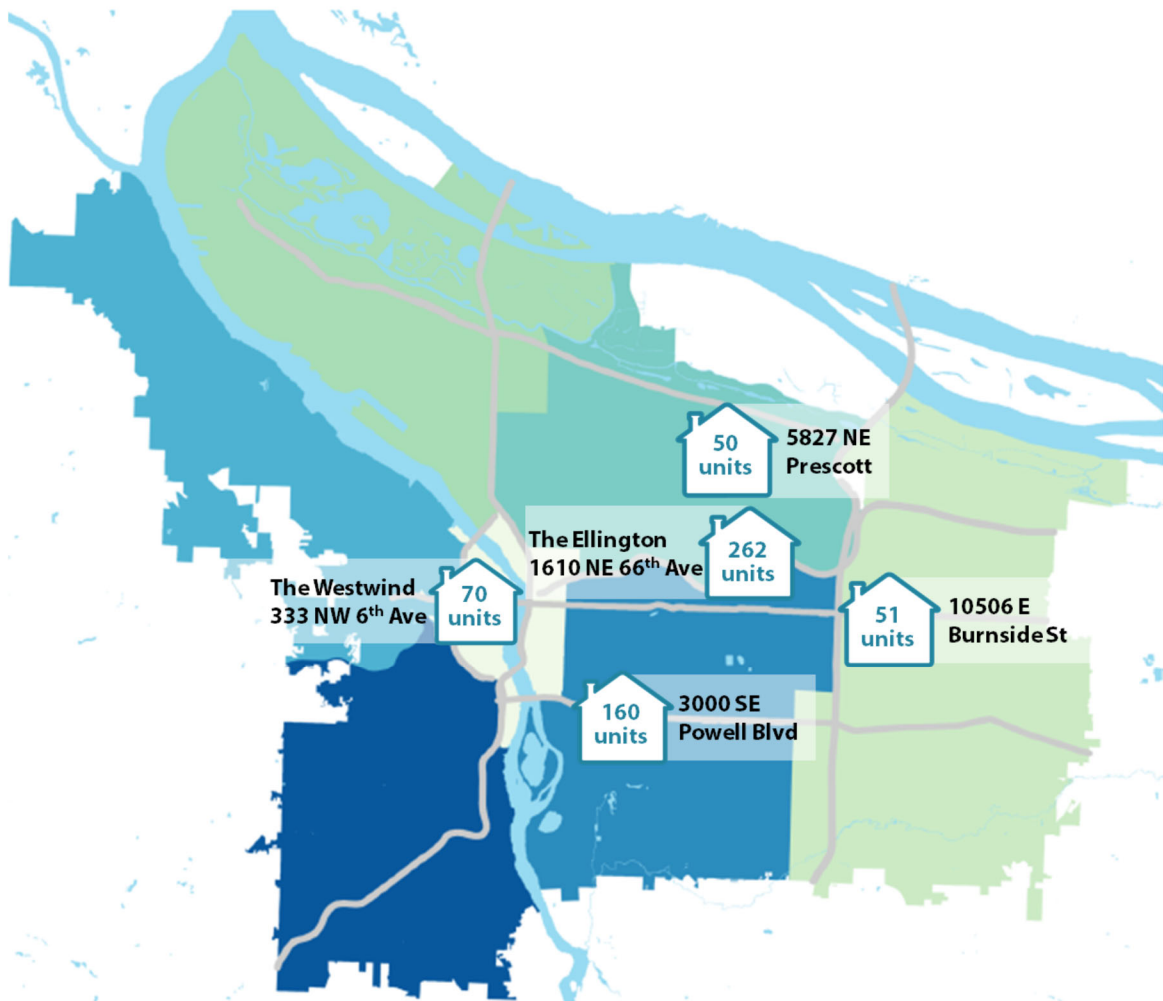 50
units
5827 NE
Prescott
The Ellington
1610 NE 66th Ave
262
units
The Westwind
333 NW 6th Ave
70
units
51
units
10506 E
Burnside St
160
units
3000 SE
Powell Blvd